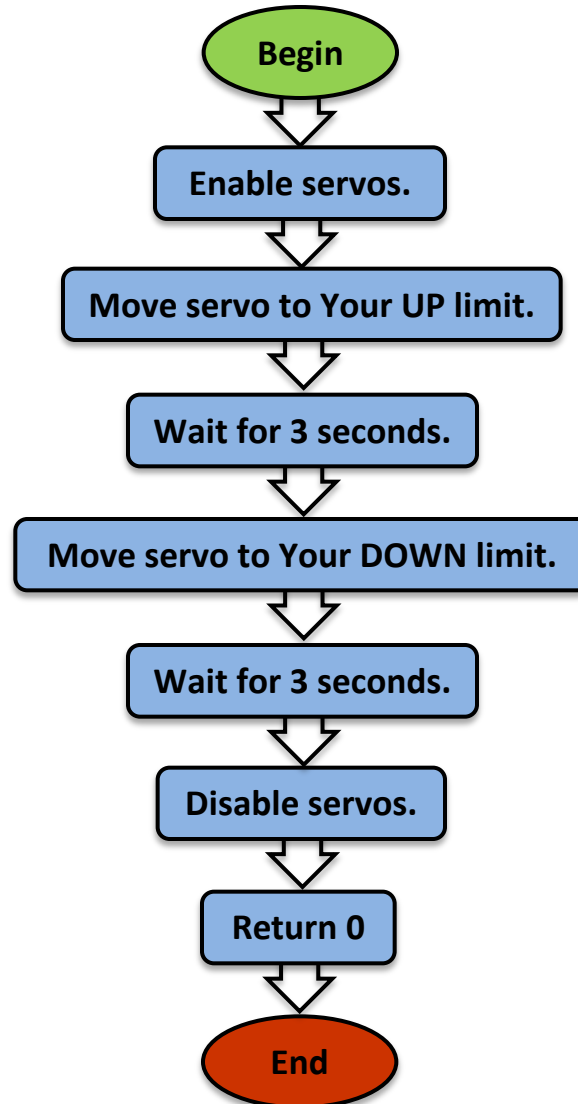 Begin
Enable servos.
Move servo to Your UP limit.
Wait for 3 seconds.
Move servo to Your DOWN limit.
Wait for 3 seconds.
Disable servos.
Return 0
End